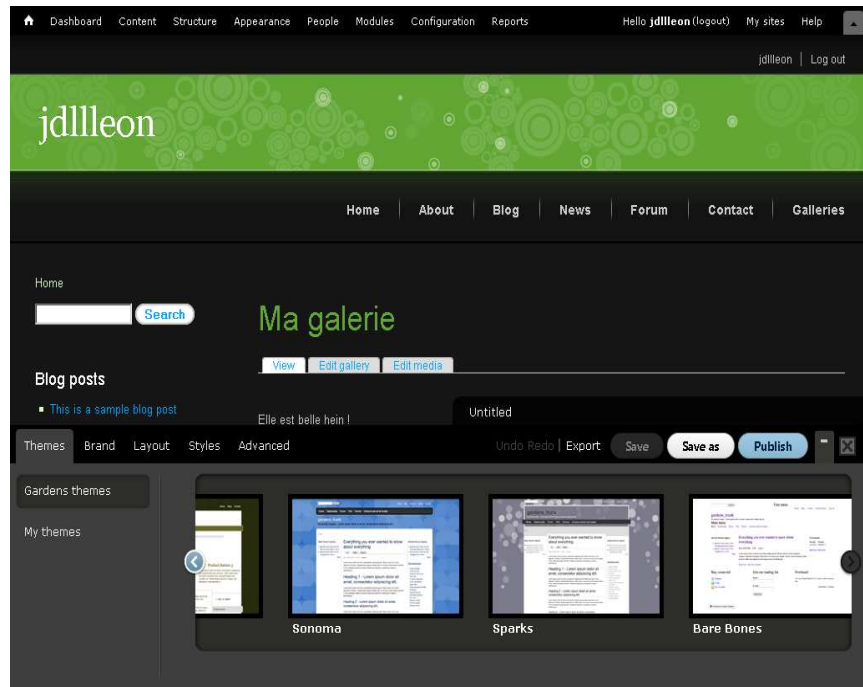 Dashboard Content Structure Appearance People Modules Configuration Reports Hello jdllleon (logout) My sites Help
jdllleon | Log out
jdllleon
Home About Blog News Forum Contact Galleries
Home
Search
Ma galerie
View Edit gallery Edit media
Blog posts
This is a sample blog post
Elle est belle hein !
Untitled
Themes Brand Layout Styles Advanced Undo Redo | Export Save Save as Publish
Gardens themes
My themes
Sonoma Sparks Bare Bones